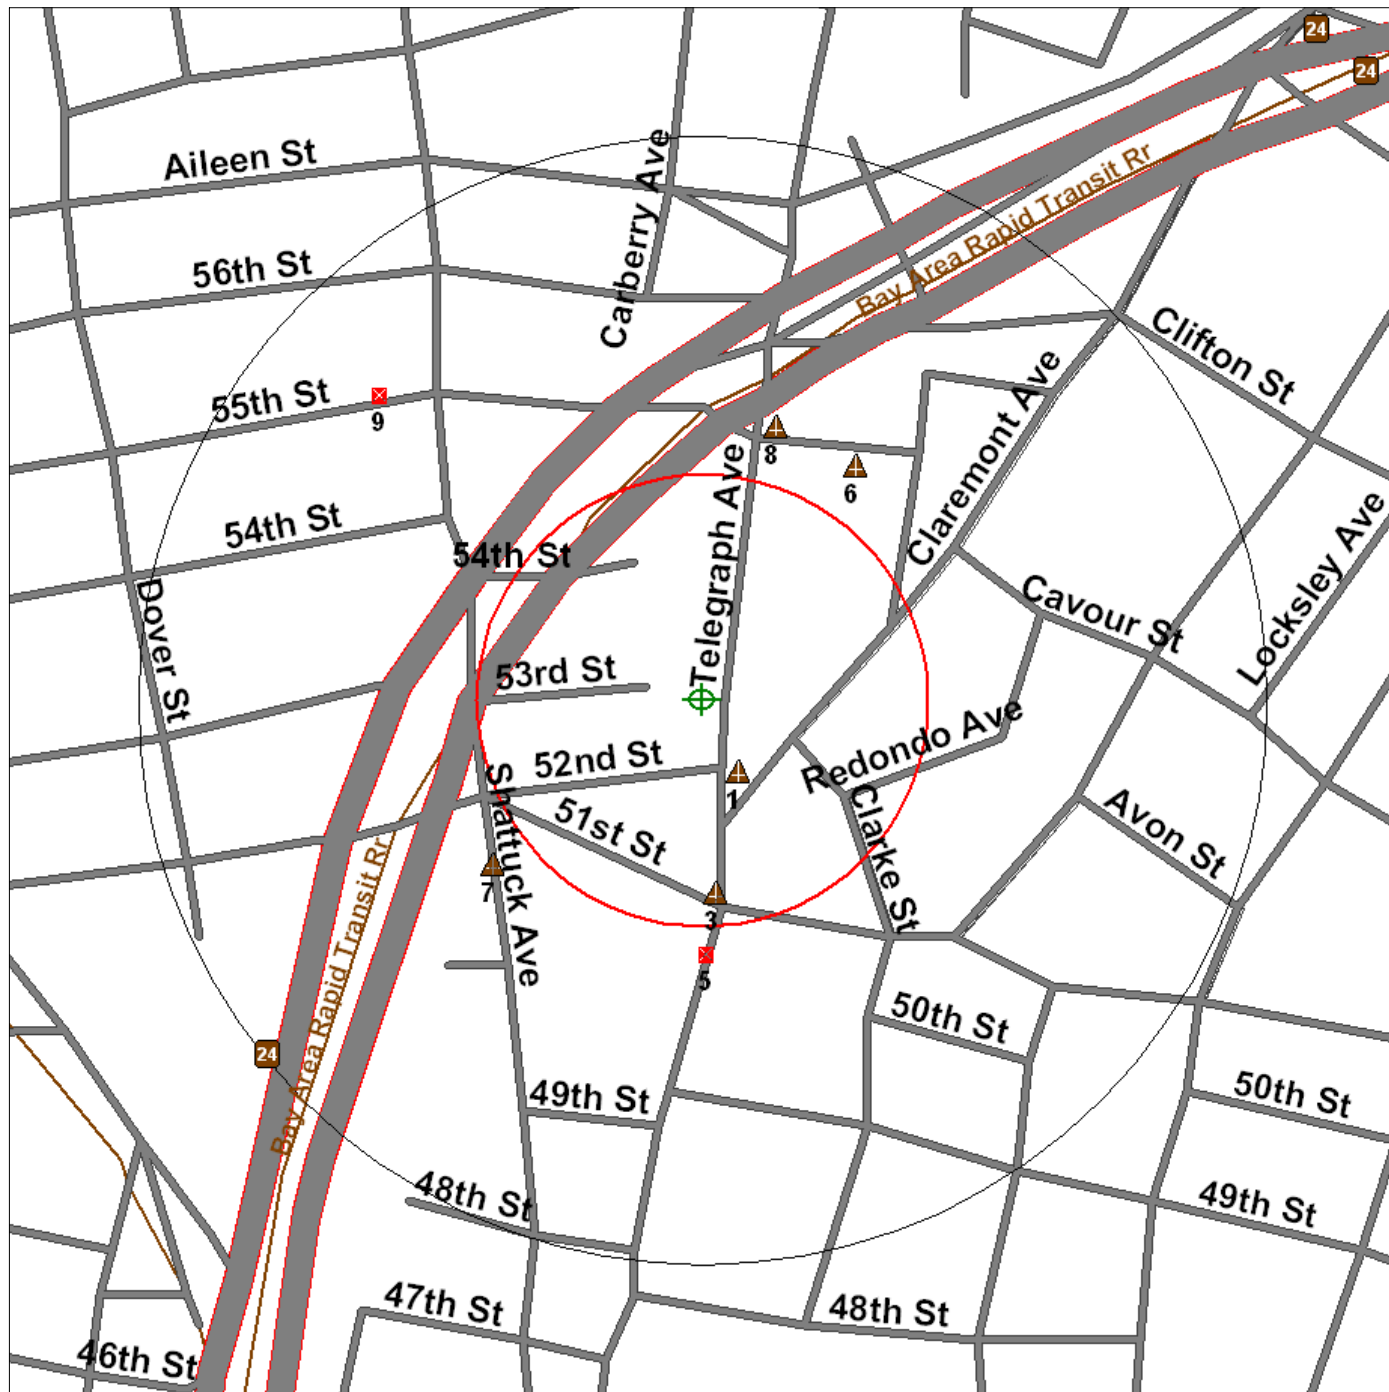 24
24
Aileen St
Carberry Ave
Bay Area Rapid Transit Rr
56th St
Clifton St
55th St
9
8
6
Claremont Ave
Telegraph Ave
54th St
54th St
Locksley Ave
Cavour St
Dover St
53rd St
Redondo Ave
52nd St
1
Shattuck Ave
51st St
Clarke St
Avon St
7
3
5
Bay Area Rapid Transit Rr
24
50th St
50th St
49th St
48th St
49th St
47th St
48th St
46th St